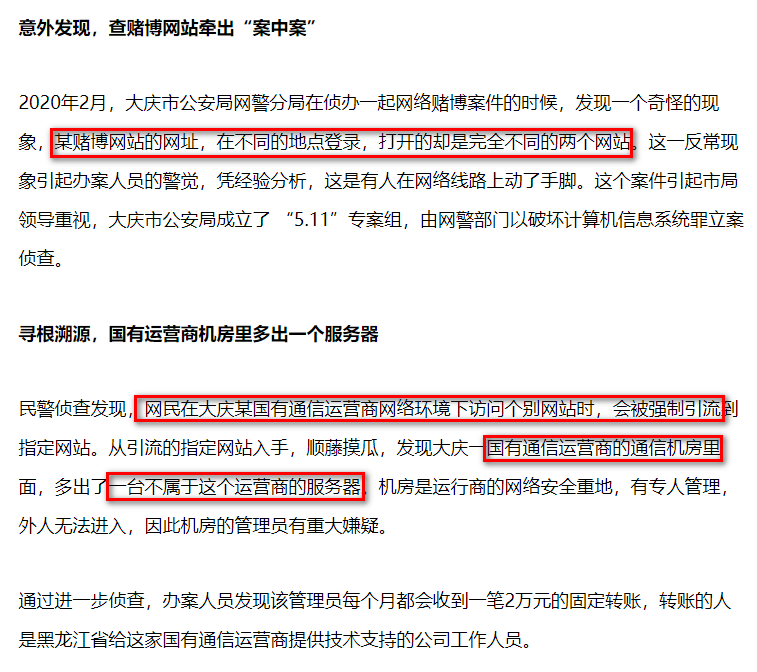 意外发现，查赌博网站牵出“案中案”
2020年2月，大庆市公安局网警分局在侦办一起网络赌博案件的时候，发现一个奇怪的现
象，某赌博网站的网址，在不同的地点登录，打开的却是完全不同的两个网站。这一反常现
象引起办案人员的警觉，凭经验分析，这是有人在网络线路上动了手脚。这个案件引起市局
领导重视，大庆市公安局成立了 “5.11”专案组，由网警部门以破坏计算机信息系统罪立案
侦查。
寻根溯源，国有运营商机房里多出一个服务器
民警侦查发现，网民在大庆某国有通信运营商网络环境下访问个别网站时，会被强制引流到
指定网站。从引流的指定网站入手，顺藤摸瓜，发现大庆一国有通信运营商的通信机房里
面，多出了一台不属于这个运营商的服务器。机房是运行商的网络安全重地，有专人管理，
外人无法进入，因此机房的管理员有重大嫌疑。
通过进一步侦查，办案人员发现该管理员每个月都会收到一笔2万元的固定转账，转账的人
是黑龙江省给这家国有通信运营商提供技术支持的公司工作人员。